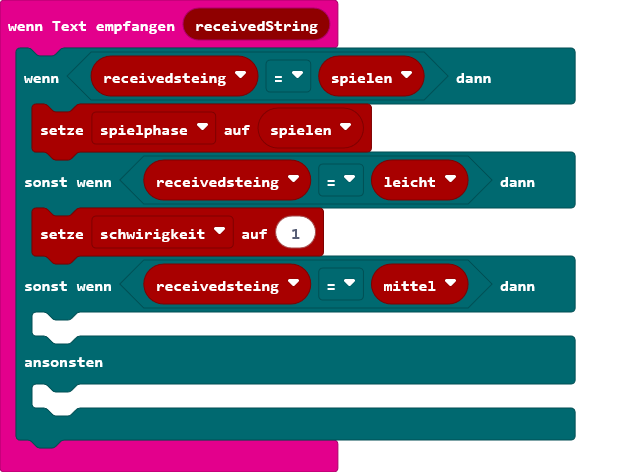 wenn Text empfangen receivedString
wenn receivedsteing = spielen dann
setze spielphase auf spielen
sonst wenn receivedsteing = leicht dann
setze schwirigkeit auf 1
sonst wenn receivedsteing = mittel dann
ansonsten